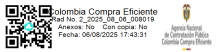 Colombia Compra Eficiente
Rad No. 2_2025_08_06_008019
Anexos: No Con copia: No
Fecha: 06/08/2025 17:43:31
Agencia Nacional
de Contratación Pública
Colombia Compra Eficiente